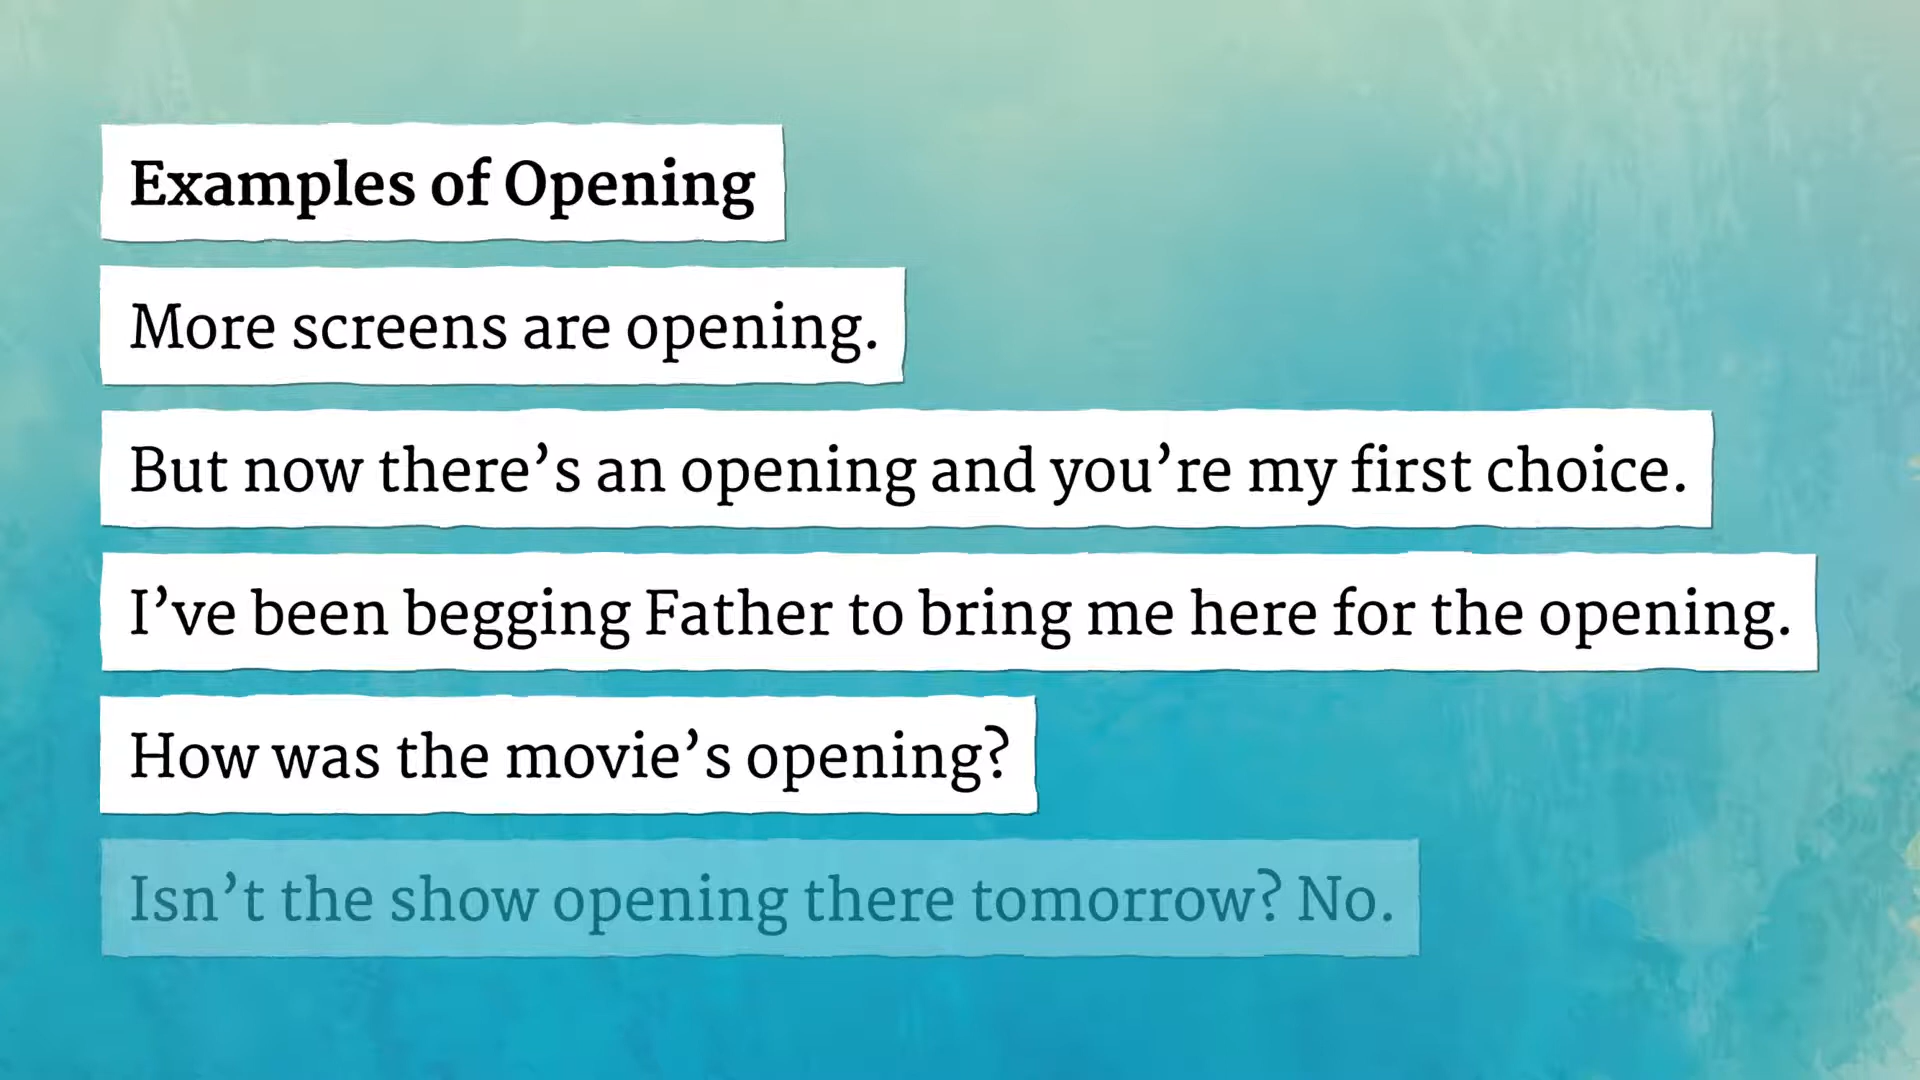 Examples of Opening
More screens are opening.
But now there’s an opening and you’re my first choice.
I’ve been begging Father to bring me here for the opening.
How was the movie’s opening?
Isn’t the show opening there tomorrow? No.